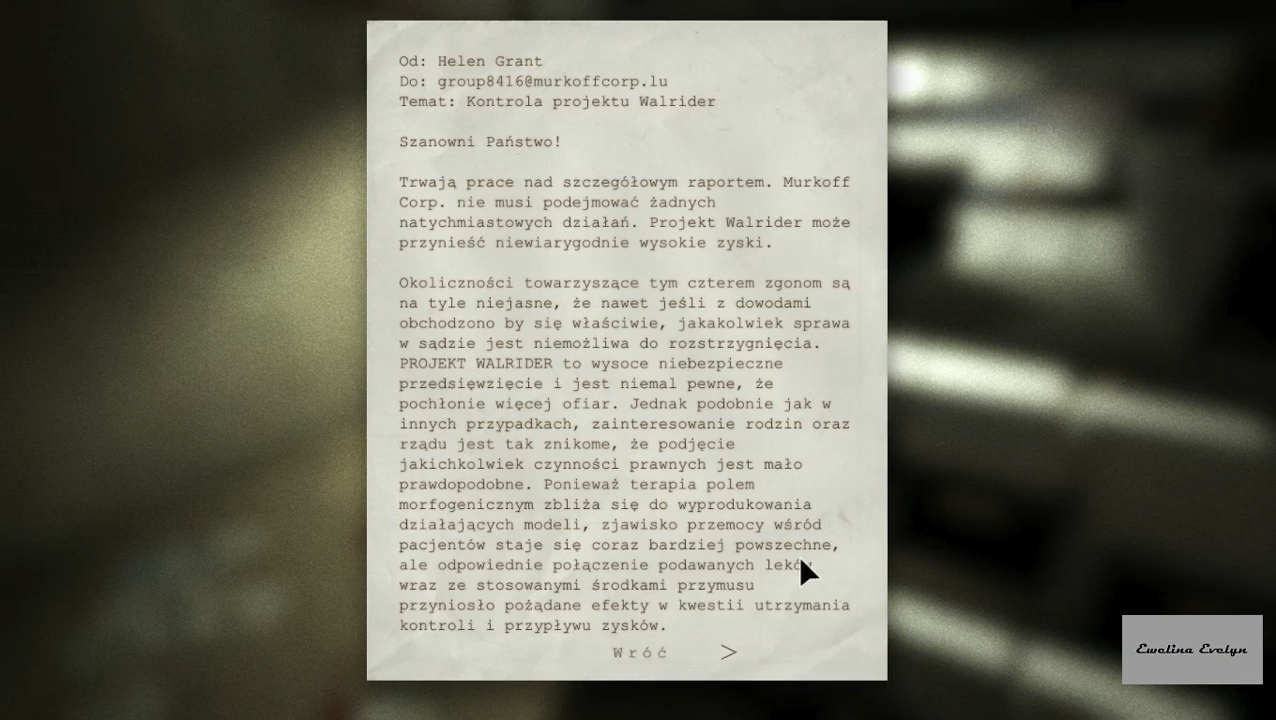 Od: Helen Grant
Do: group8416@murkoffcorp.lu
Temat: Kontrola projektu Walrider
Szanowni Państwo!
Trwają prace nad szczegółowym raportem. Murkoff
Corp. nie musi podejmować żadnych
natychmiastowych działań. Projekt Walrider może
przynieść niewiarygodnie wysokie zyski.
Okoliczności towarzyszące tym czterem zgonom są
na tyle niejasne, że nawet jeśli z dowodami
obchodzono by się właściwie, jakakolwiek sprawa
w sądzie jest niemożliwa do rozstrzygnięcia.
PROJEKT WALRIDER to wysoce niebezpieczne
przedsięwzięcie i jest niemal pewne, że
pochłonie więcej ofiar. Jednak podobnie jak w
innych przypadkach, zainteresowanie rodzin oraz
rządu jest tak znikome, że podjęcie
jakichkolwiek czynności prawnych jest mało
prawdopodobne. Ponieważ terapia polem
morfogenicznym zbliża się do wyprodukowania
działających modeli, zjawisko przemocy wśród
pacjentów staje się coraz bardziej powszechne,
ale odpowiednie połączenie podawanych leków
wraz ze stosowanymi środkami przymusu
przyniosło pożądane efekty w kwestii utrzymania
kontroli i przypływu zysków.
Wróć >
Ewelina Evelyn